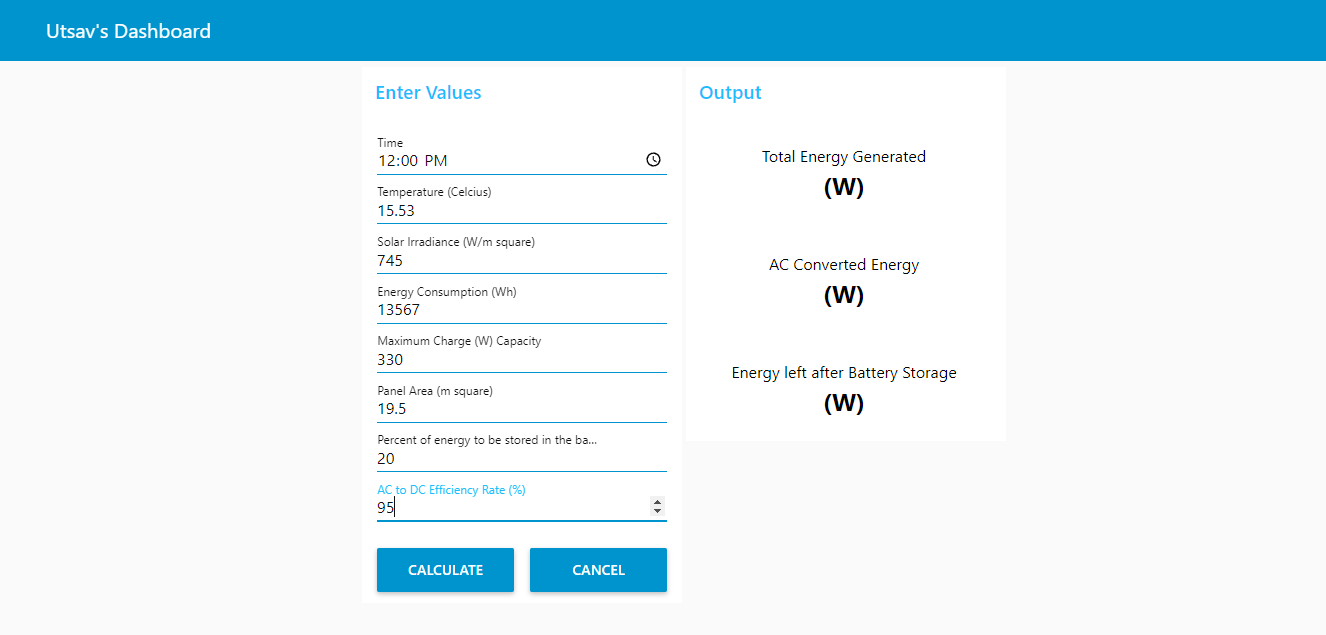 Utsav's Dashboard
Enter Values
Time
12:00 PM
Temperature (Celcius)
15.53
Solar Irradiance (W/m square)
745
Energy Consumption (Wh)
13567
Maximum Charge (W) Capacity
330
Panel Area (m square)
19.5
Percent of energy to be stored in the ba...
20
AC to DC Efficiency Rate (%)
95
CALCULATE CANCEL
Output
Total Energy Generated
(W)
AC Converted Energy
(W)
Energy left after Battery Storage
(W)